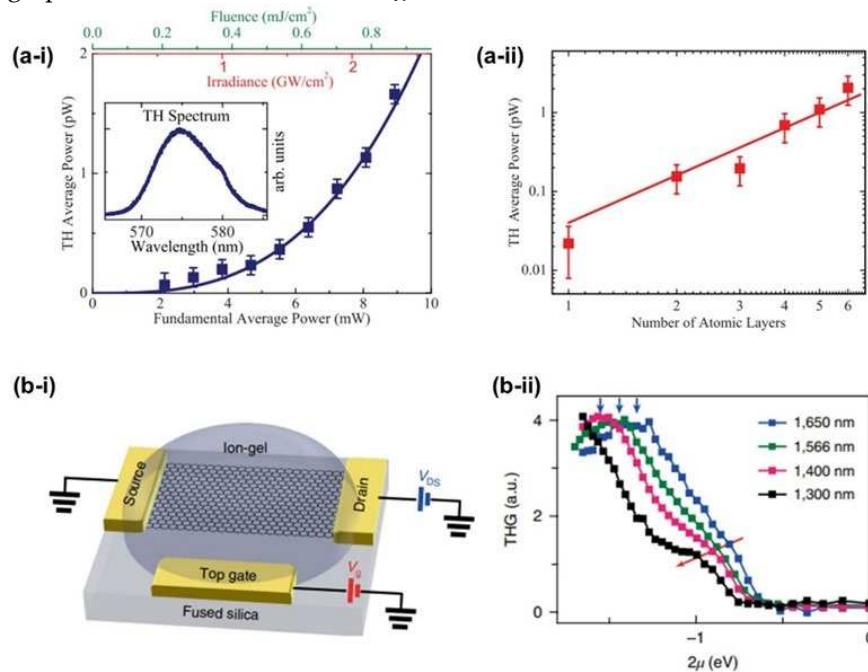 Fluence (mJ/cm²)
0.0 0.2 0.4 0.6 0.8
(a-i)
1 2
Irradiance (GW/cm²)
TH Spectrum
arb. units
570 580
Wavelength (nm)
TH Average Power (pW)
2
1
0
0 2 4 6 8 10
Fundamental Average Power (mW)
(a-ii)
TH Average Power (pW)
1
0.1
0.01
1 2 3 4 5 6
Number of Atomic Layers
(b-i)
Ion-gel
Source
Drain
V_DS
Top gate
V_g
Fused silica
(b-ii)
THG (a.u.)
4
2
0
1,650 nm
1,566 nm
1,400 nm
1,300 nm
−1 0
2μ (eV)